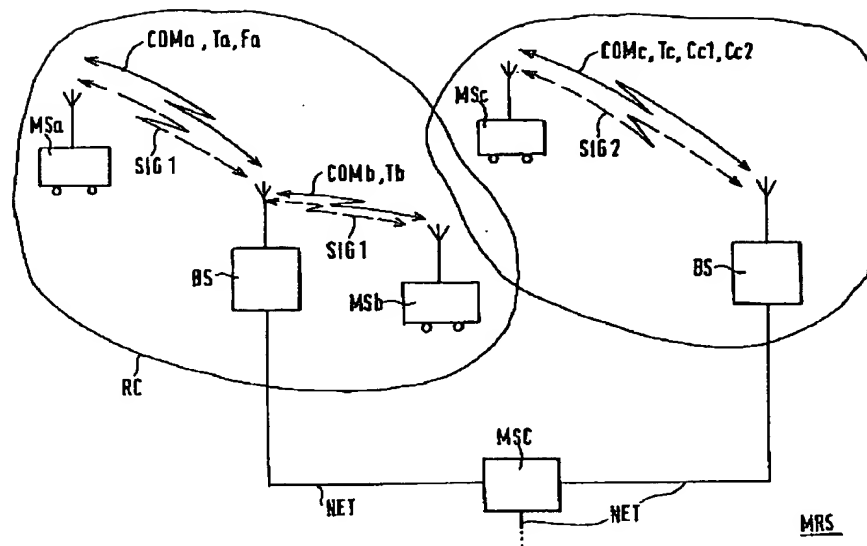 COMa, Ta, Fa
COMc, Tc, Cc1, Cc2
MSa
MSc
SIG 1
SIG 2
COMb, Tb
SIG 1
BS
MSb
BS
RC
MSC
NET
NET
MRS